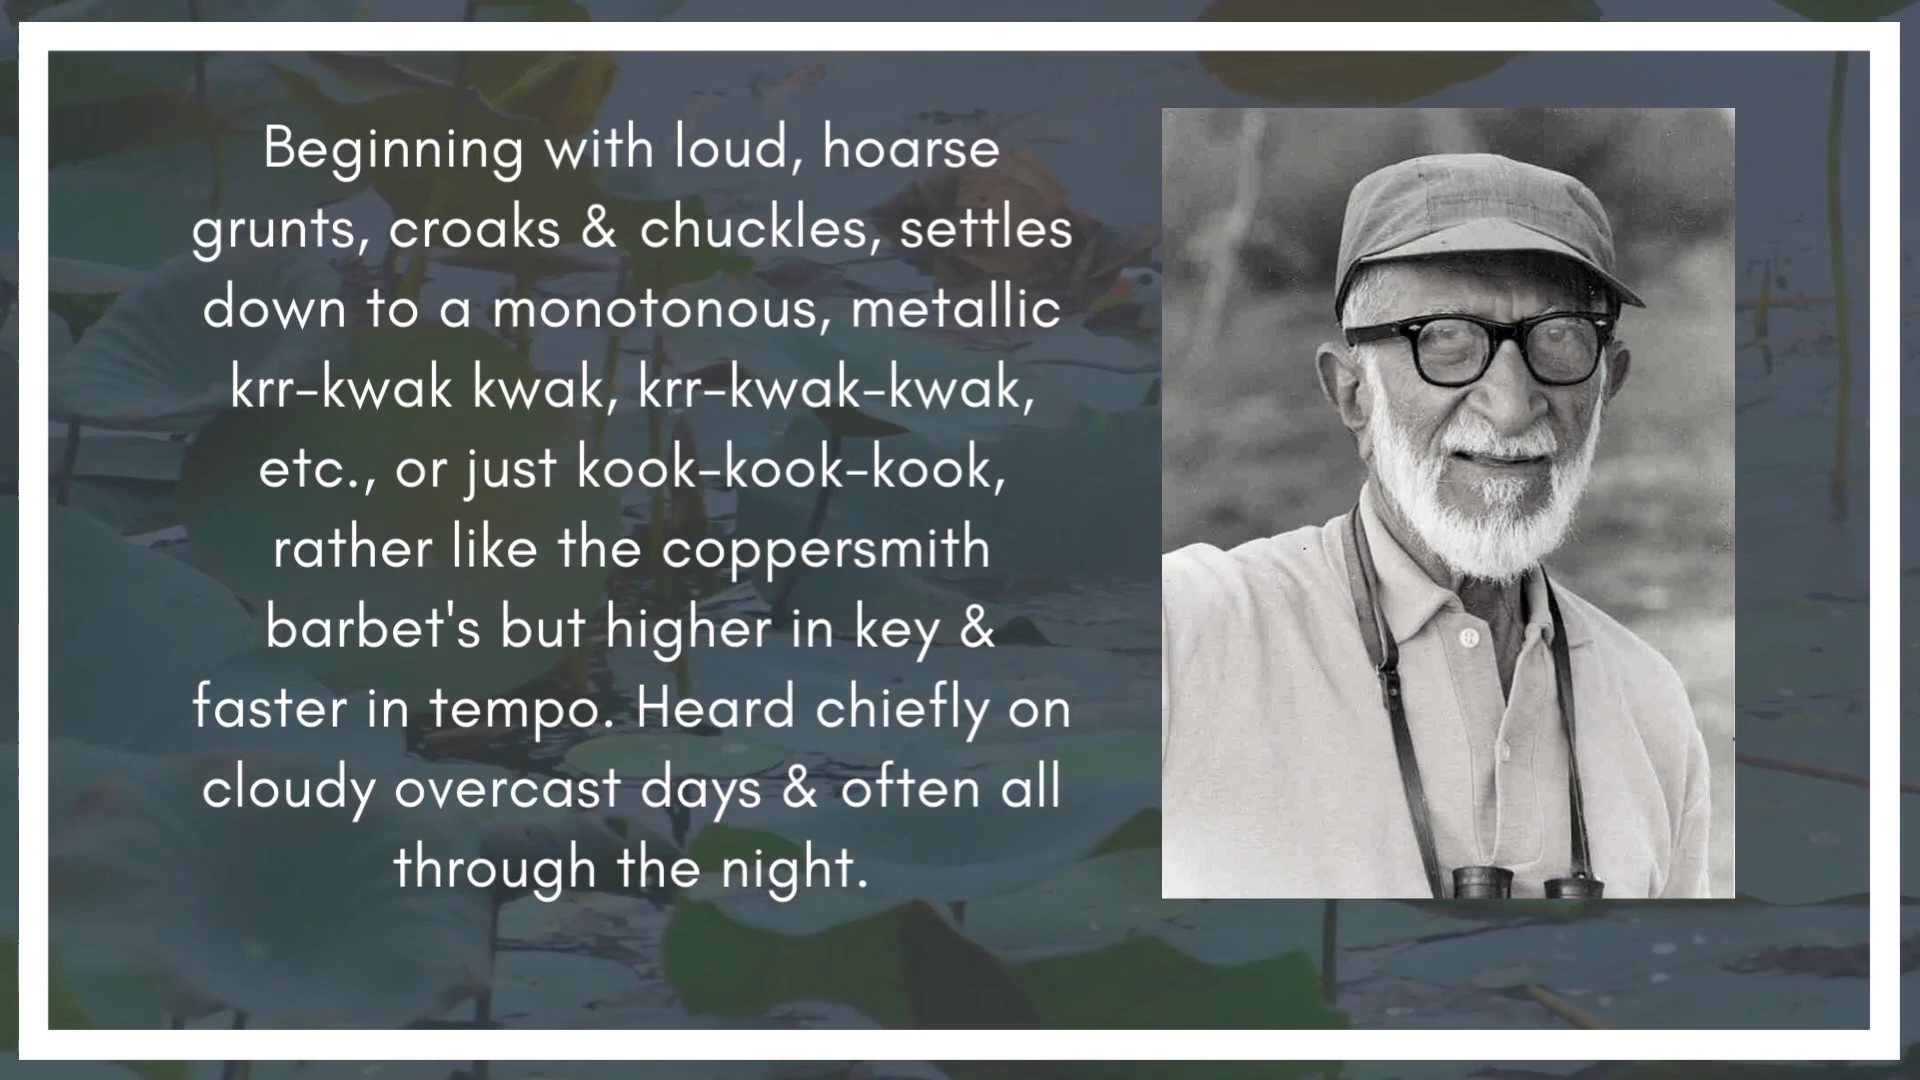 Beginning with loud, hoarse
grunts, croaks & chuckles, settles
down to a monotonous, metallic
krr-kwak kwak, krr-kwak-kwak,
etc., or just kook-kook-kook,
rather like the coppersmith
barbet's but higher in key &
faster in tempo. Heard chiefly on
cloudy overcast days & often all
through the night.